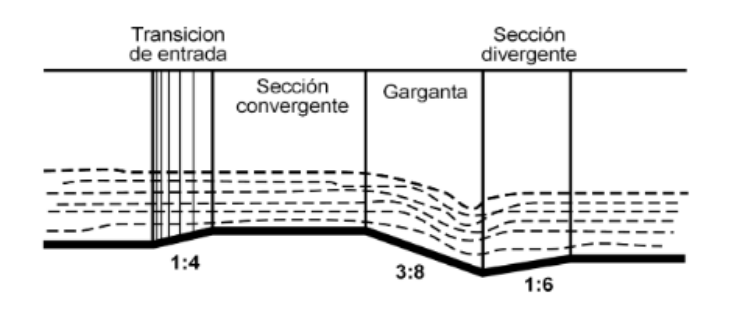 Transicion
de entrada
Sección
divergente
Sección
convergente
Garganta
1:4
3:8
1:6